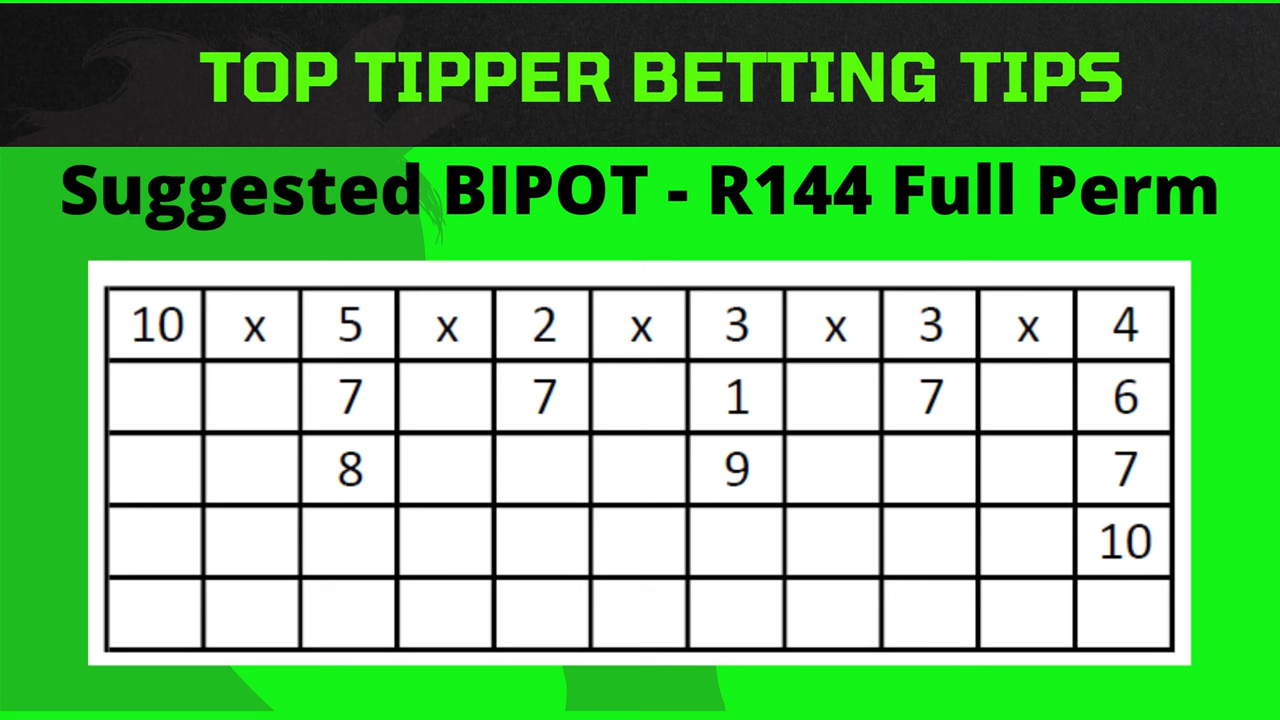 TOP TIPPER BETTING TIPS
Suggested BIPOT - R144 Full Perm
10 x 5 x 2 x 3 x 3 x 4
7 7 1 7 6
8 9 7
10